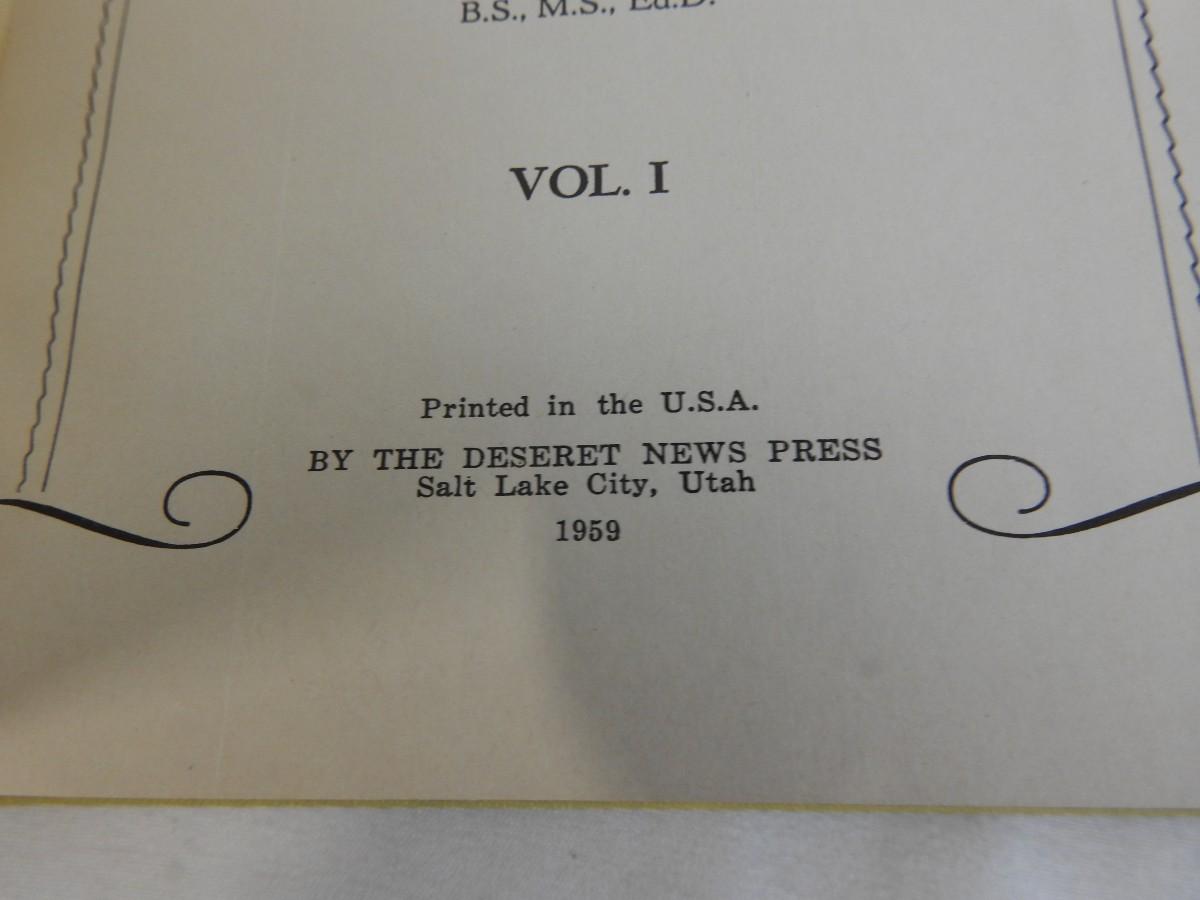 B.S., M.S., Ed.D.
VOL. I
Printed in the U.S.A.
BY THE DESERET NEWS PRESS
Salt Lake City, Utah
1959